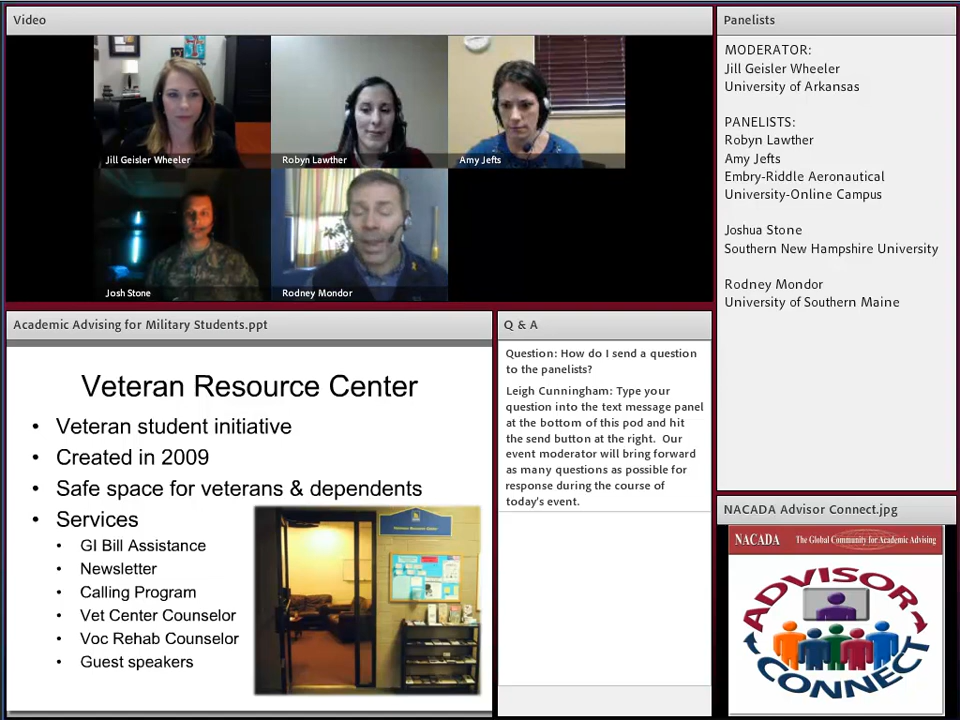 Video
Jill Geisler Wheeler
Robyn Lawther
Amy Jefts
Josh Stone
Rodney Mondor
Panelists
MODERATOR:
Jill Geisler Wheeler
University of Arkansas
PANELISTS:
Robyn Lawther
Amy Jefts
Embry-Riddle Aeronautical
University-Online Campus
Joshua Stone
Southern New Hampshire University
Rodney Mondor
University of Southern Maine
Academic Advising for Military Students.ppt
Veteran Resource Center
• Veteran student initiative
• Created in 2009
• Safe space for veterans & dependents
• Services
• GI Bill Assistance
• Newsletter
• Calling Program
• Vet Center Counselor
• Voc Rehab Counselor
• Guest speakers
Veterans Resource Center
Q & A
Question: How do I send a question
to the panelists?
Leigh Cunningham: Type your
question into the text message panel
at the bottom of this pod and hit
the send button at the right. Our
event moderator will bring forward
as many questions as possible for
response during the course of
today's event.
NACADA Advisor Connect.jpg
NACADA The Global Community for Academic Advising
ADVISOR
CONNECT